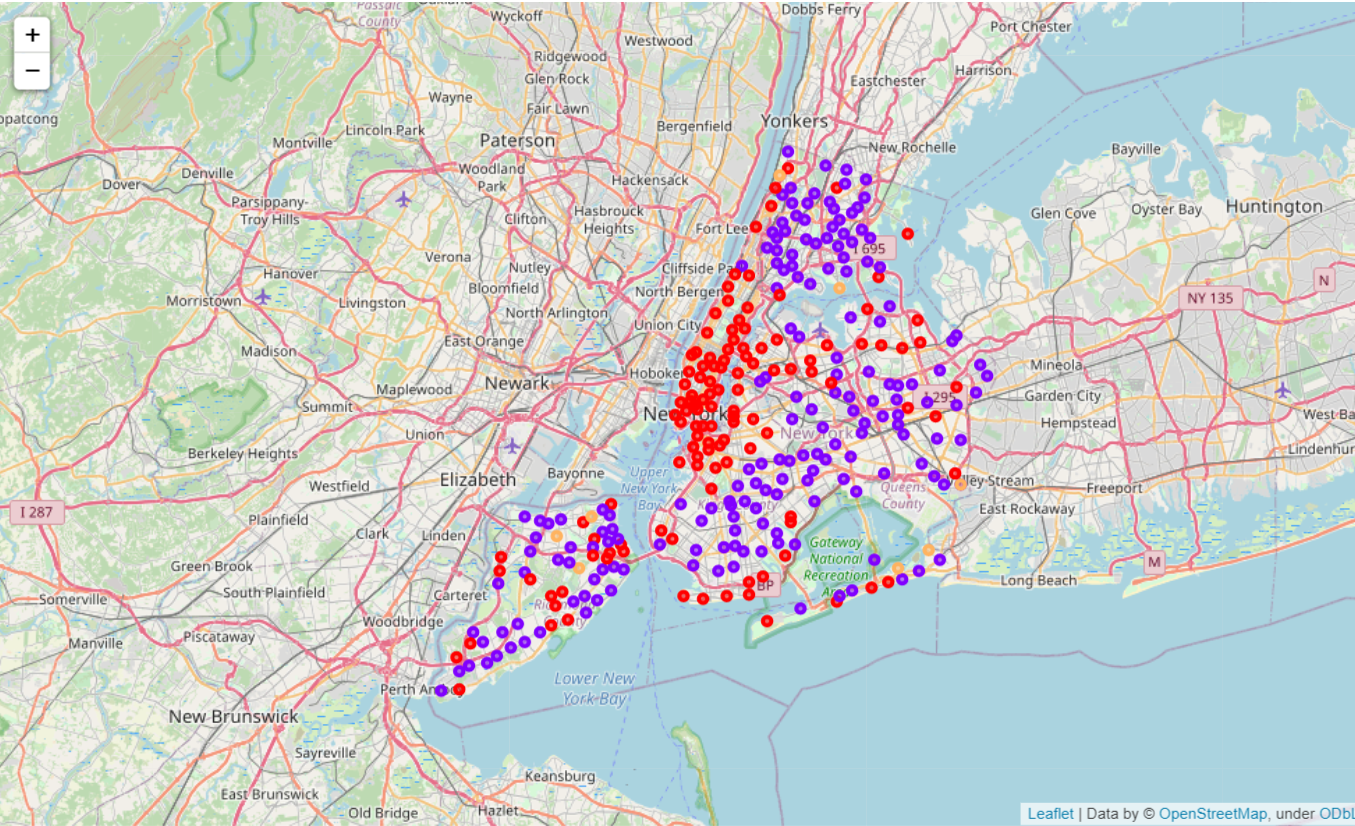 Passaic
County
Wyckoff
Dobbs Ferry
Port Chester
+
−
Westwood
Ridgewood
Glen Rock
Harrison
Eastchester
Wayne
Fair Lawn
opatcong
Lincoln Park
Bergenfield
Yonkers
Montville
Paterson
New Rochelle
Bayville
Denville
Woodland
Park
Dover
Hackensack
Parsippany-
Troy Hills
Hasbrouck
Heights
Clifton
Fort Lee
Glen Cove
Oyster Bay
Huntington
Verona
I 695
Hanover
Nutley
Cliffside Pa
N
Bloomfield
North Bergen
Morristown
Livingston
North Arlington
NY 135
Union City
East Orange
Madison
Mineola
Newark
Hoboken
Maplewood
Garden City
I 295
Summit
New York
West Ba
Hempstead
Union
New York
Berkeley Heights
Lindenhur
Bayonne
Upper
New York
Bay
Elizabeth
Westfield
Queens
County
lley Stream
Freeport
I 287
Kings County
East Rockaway
Plainfield
Clark
Linden
Gateway
National
Recreation
Green Brook
M
Long Beach
BP
Somerville
South Plainfield
Carteret
Woodbridge
Piscataway
Manville
Lower New
York Bay
Perth Amboy
New Brunswick
Sayreville
Keansburg
East Brunswick
Old Bridge
Hazlet
Leaflet | Data by © OpenStreetMap, under ODbL